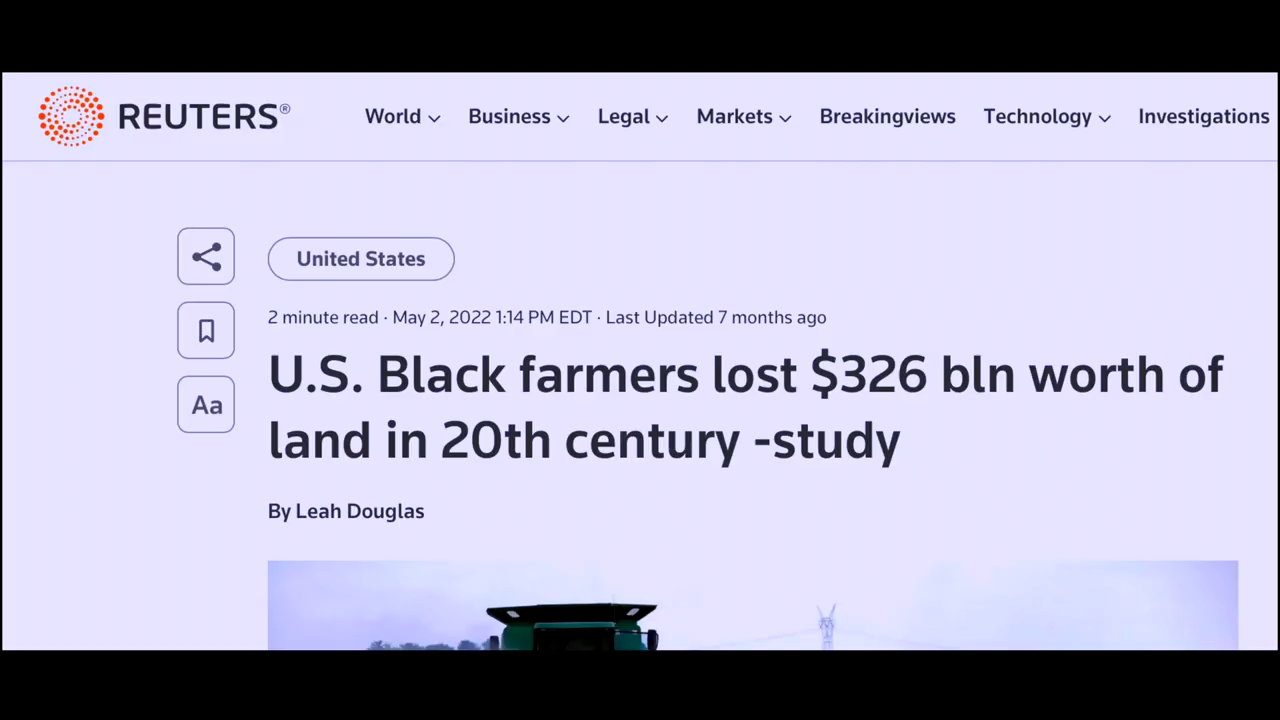 REUTERS®
World Business Legal Markets Breakingviews Technology Investigations
United States
2 minute read · May 2, 2022 1:14 PM EDT · Last Updated 7 months ago
U.S. Black farmers lost $326 bln worth of
land in 20th century -study
Aa
By Leah Douglas